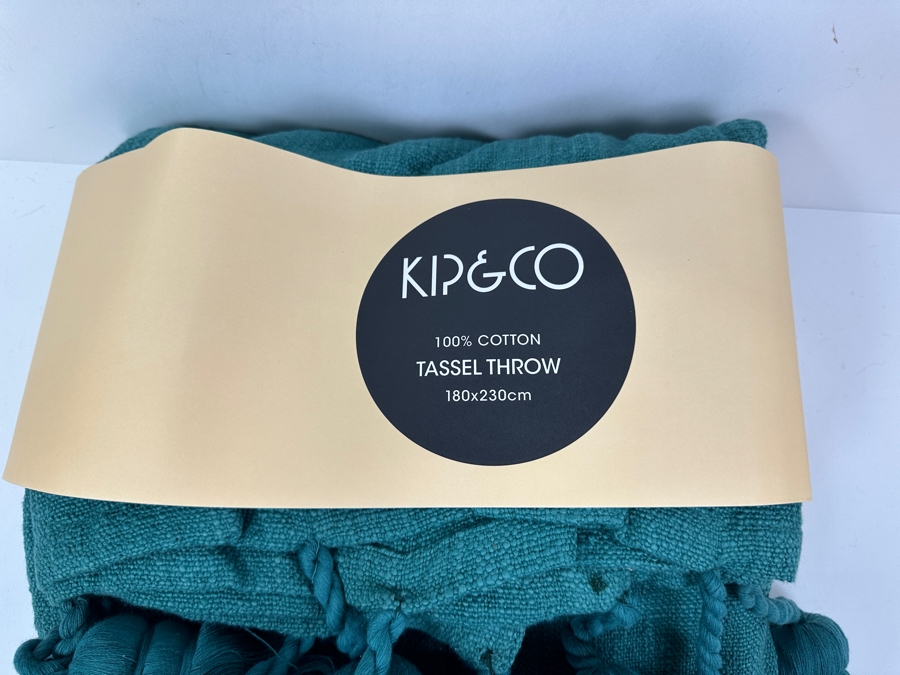 KIP&CO
100% COTTON
TASSEL THROW
180x230cm